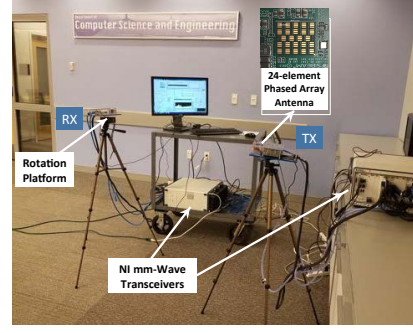 Computer Science and Engineering
24-element
Phased Array
Antenna
RX
TX
Rotation
Platform
NI mm-Wave
Transceivers